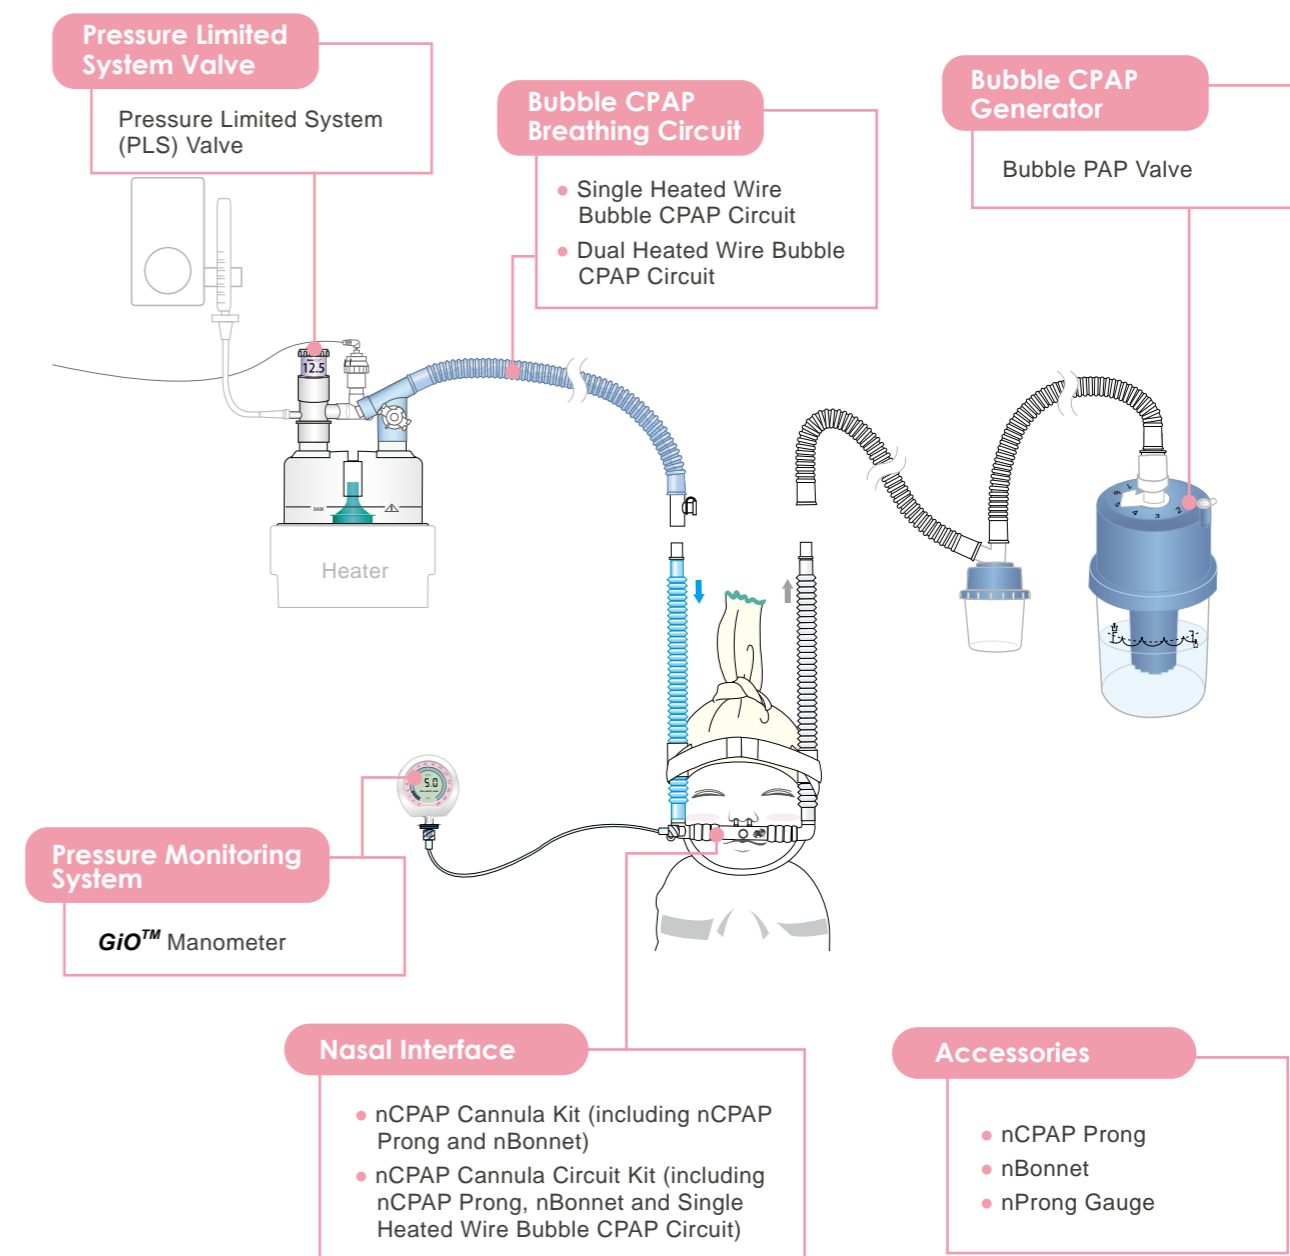 Pressure Limited
System Valve
Pressure Limited System
(PLS) Valve
Bubble CPAP
Breathing Circuit
• Single Heated Wire
Bubble CPAP Circuit
• Dual Heated Wire Bubble
CPAP Circuit
Bubble CPAP
Generator
Bubble PAP Valve
12.5
Heater
5.0
Pressure Monitoring
System
GiO™ Manometer
Nasal Interface
• nCPAP Cannula Kit (including nCPAP
Prong and nBonnet)
• nCPAP Cannula Circuit Kit (including
nCPAP Prong, nBonnet and Single
Heated Wire Bubble CPAP Circuit)
Accessories
• nCPAP Prong
• nBonnet
• nProng Gauge